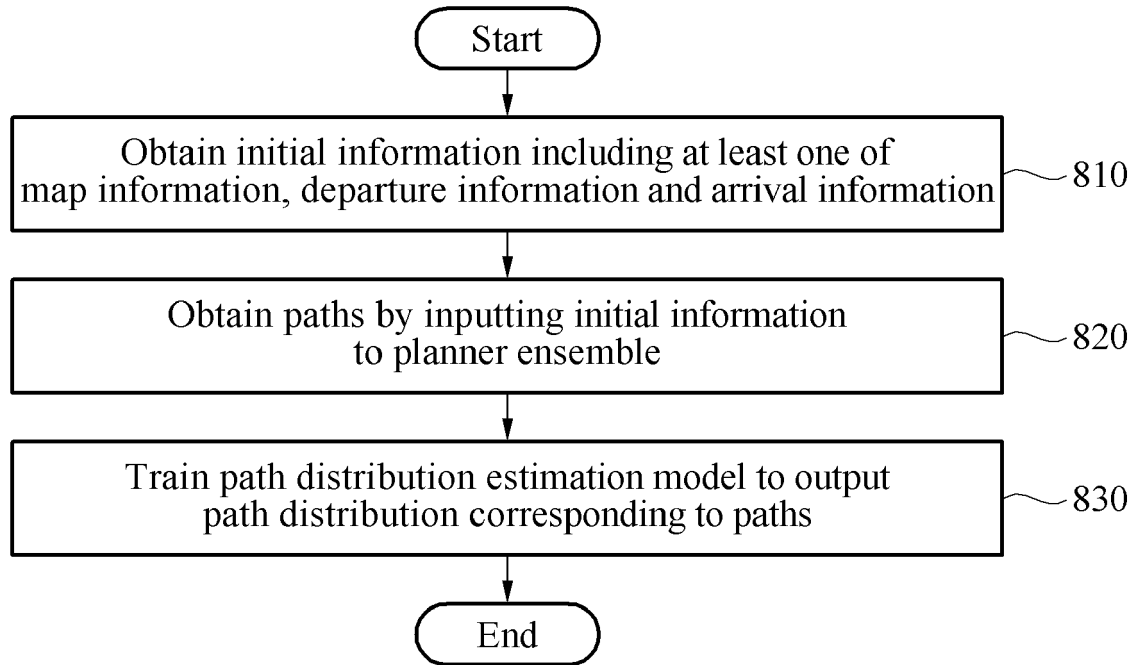 Start
Obtain initial information including at least one of
map information, departure information and arrival information
810
Obtain paths by inputting initial information
to planner ensemble
820
Train path distribution estimation model to output
path distribution corresponding to paths
830
End